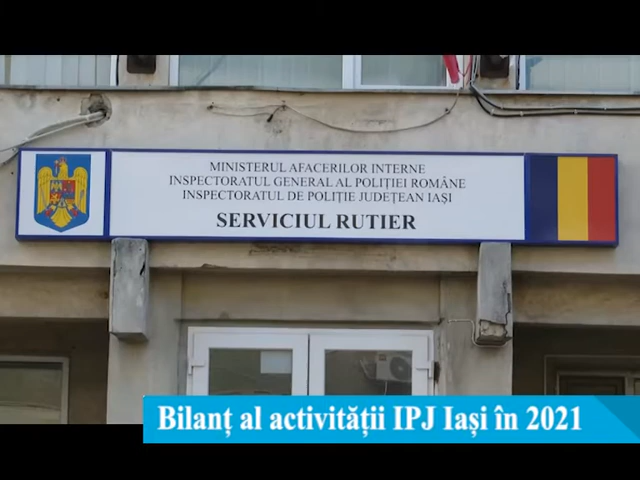 MINISTERUL AFACERILOR INTERNE
INSPECTORATUL GENERAL AL POLIȚIEI ROMÂNE
INSPECTORATUL DE POLIȚIE JUDEȚEAN IAȘI
SERVICIUL RUTIER
Bilanț al activității IPJ Iași în 2021